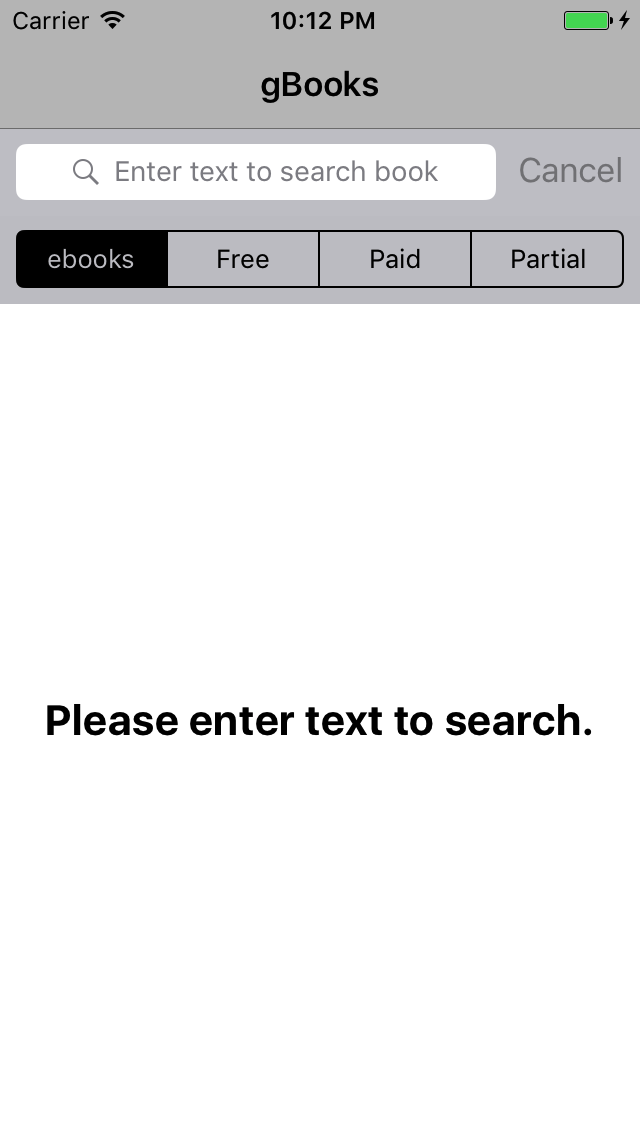 Carrier 10:12 PM
gBooks
Enter text to search book Cancel
ebooks Free Paid Partial
Please enter text to search.